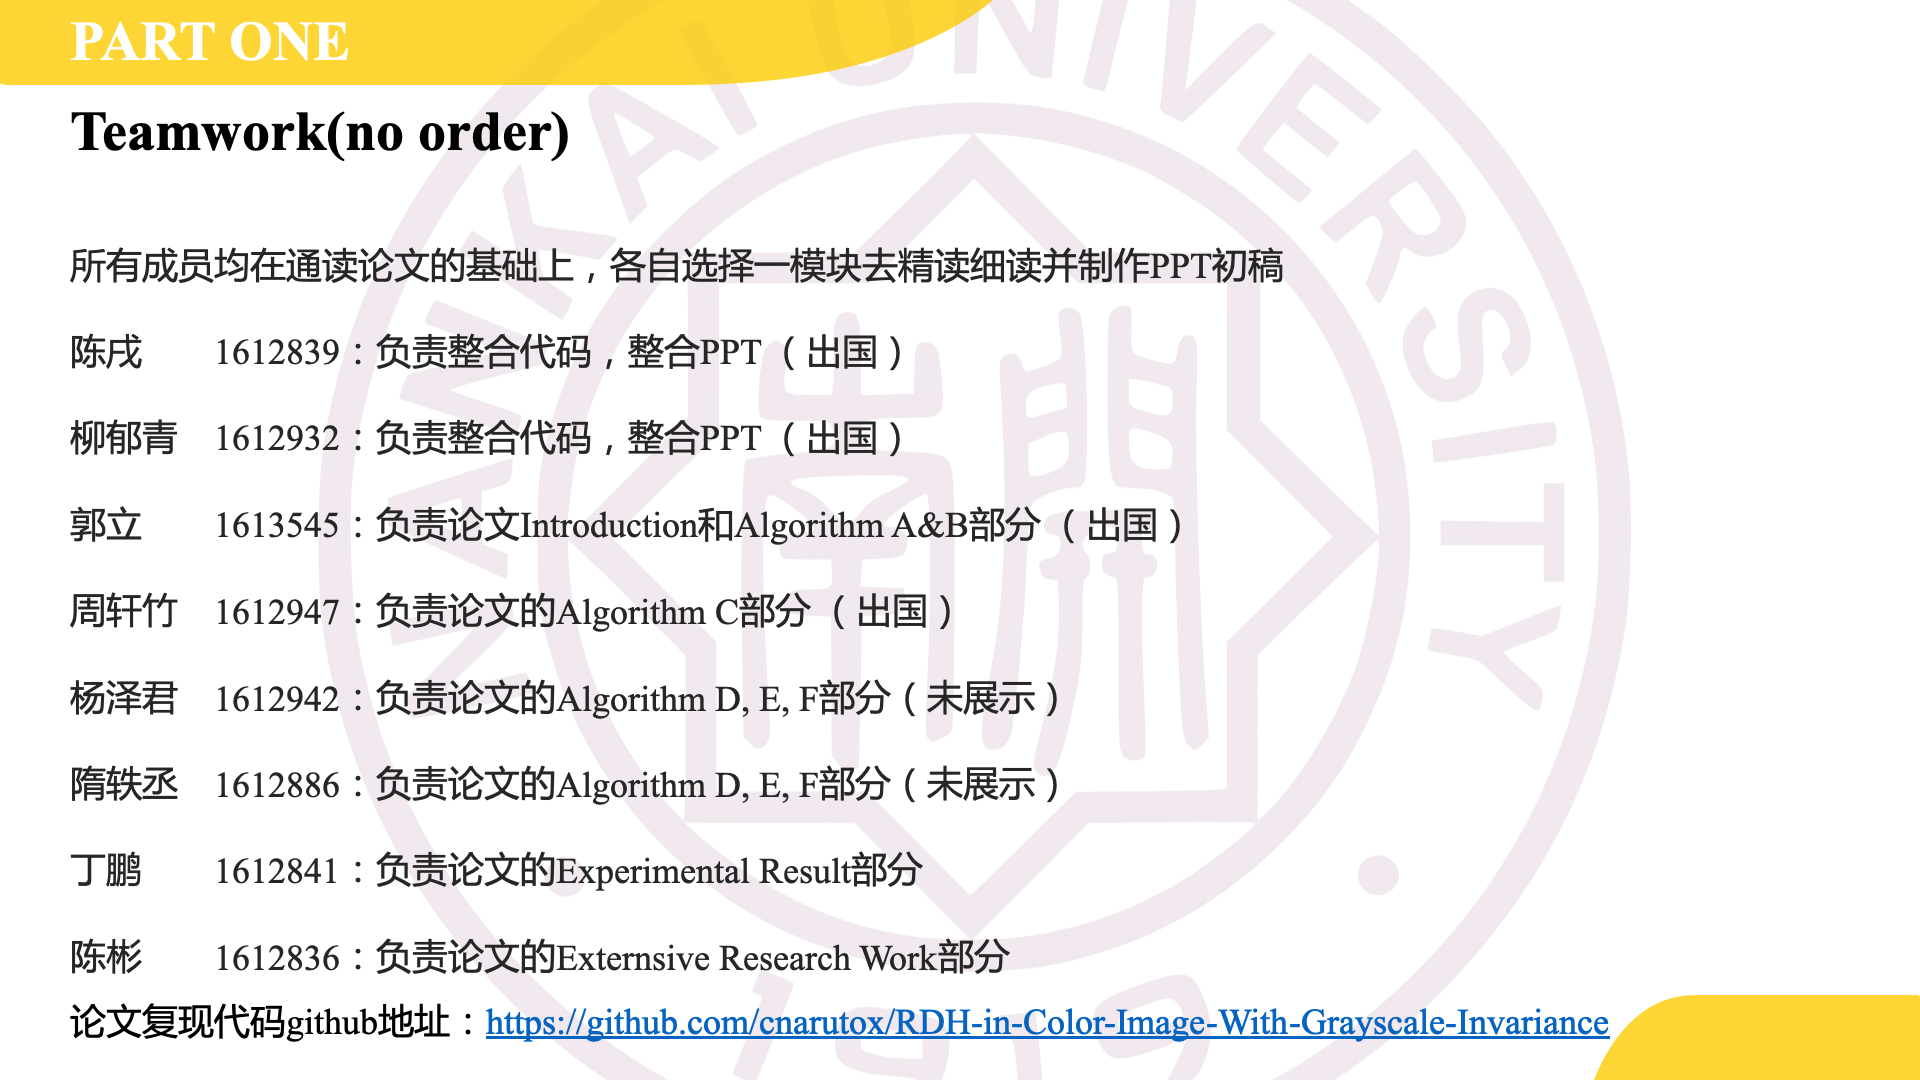 PART ONE
NANKAI UNIVERSITY
Teamwork(no order)
所有成员均在通读论文的基础上，各自选择一模块去精读细读并制作PPT初稿
陈戌 1612839：负责整合代码，整合PPT（出国）
柳郁青 1612932：负责整合代码，整合PPT（出国）
郭立 1613545：负责论文Introduction和Algorithm A&B部分（出国）
周轩竹 1612947：负责论文的Algorithm C部分（出国）
杨泽君 1612942：负责论文的Algorithm D, E, F部分（未展示）
隋轶丞 1612886：负责论文的Algorithm D, E, F部分（未展示）
丁鹏 1612841：负责论文的Experimental Result部分
陈彬 1612836：负责论文的Externsive Research Work部分
论文复现代码github地址：https://github.com/cnarutox/RDH-in-Color-Image-With-Grayscale-Invariance
南開
1919